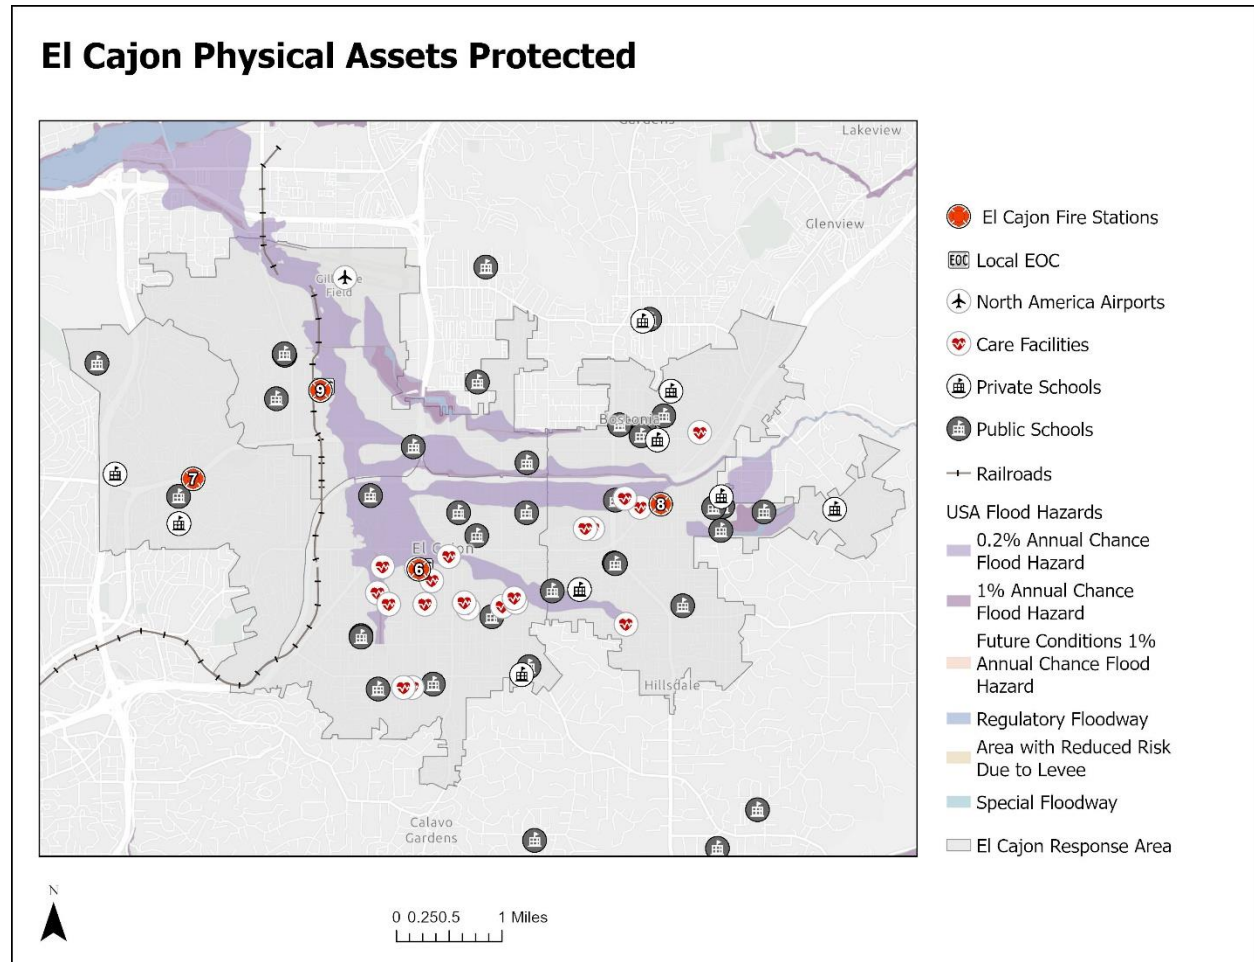 El Cajon Physical Assets Protected
Gardens
Lakeview
Glenview
Field
9
Bostonia
7
8
El Cajon
6
Hillsdale
Calavo
Gardens
El Cajon Fire Stations
EOC Local EOC
North America Airports
Care Facilities
Private Schools
Public Schools
Railroads
USA Flood Hazards
0.2% Annual Chance
Flood Hazard
1% Annual Chance
Flood Hazard
Future Conditions 1%
Annual Chance Flood
Hazard
Regulatory Floodway
Area with Reduced Risk
Due to Levee
Special Floodway
El Cajon Response Area
N
0 0.250.5 1 Miles